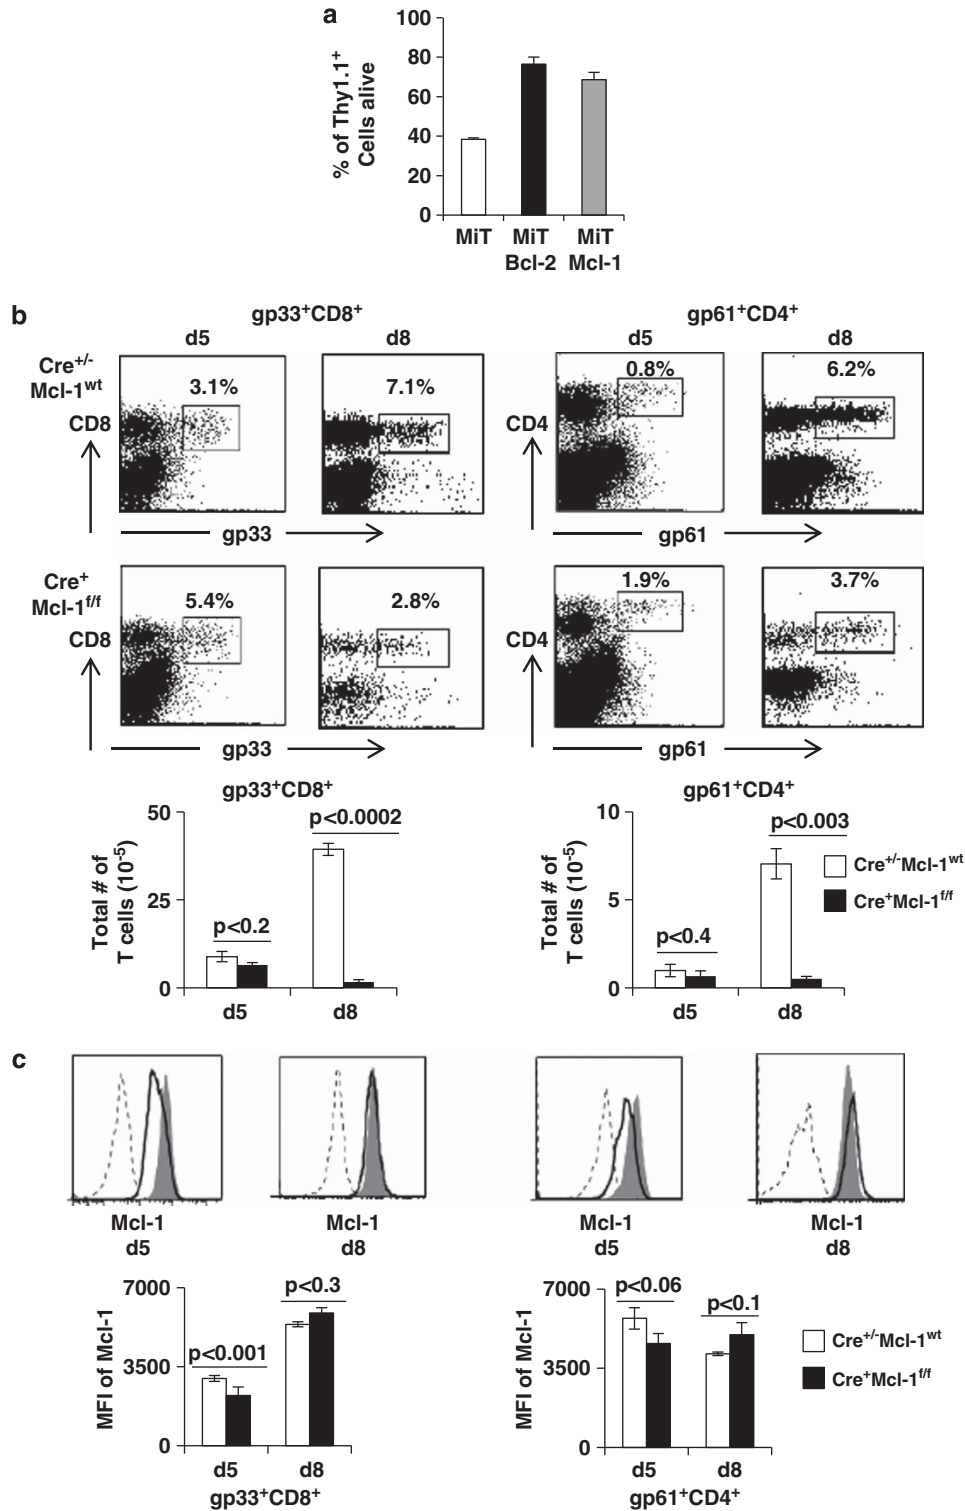 a
100
80
60
40
20
0
% of Thy1.1⁺
Cells alive
MiT
MiT
Bcl-2
MiT
Mcl-1
b
gp33⁺CD8⁺
gp61⁺CD4⁺
d5
d8
d5
d8
Cre⁺/⁻
Mcl-1ʷᵗ
3.1%
7.1%
0.8%
6.2%
CD8
CD4
gp33
gp61
Cre⁺
Mcl-1ᶠ/ᶠ
5.4%
2.8%
1.9%
3.7%
CD8
CD4
gp33
gp61
gp33⁺CD8⁺
50
25
0
Total # of
T cells (10⁻⁵)
p<0.2
p<0.0002
d5
d8
gp61⁺CD4⁺
10
5
0
Total # of
T cells (10⁻⁵)
p<0.4
p<0.003
d5
d8
Cre⁺/⁻Mcl-1ʷᵗ
Cre⁺Mcl-1ᶠ/ᶠ
c
Mcl-1
d5
Mcl-1
d8
Mcl-1
d5
Mcl-1
d8
7000
3500
0
MFI of Mcl-1
p<0.001
p<0.3
d5
d8
gp33⁺CD8⁺
7000
3500
0
MFI of Mcl-1
p<0.06
p<0.1
d5
d8
gp61⁺CD4⁺
Cre⁺/⁻Mcl-1ʷᵗ
Cre⁺Mcl-1ᶠ/ᶠ